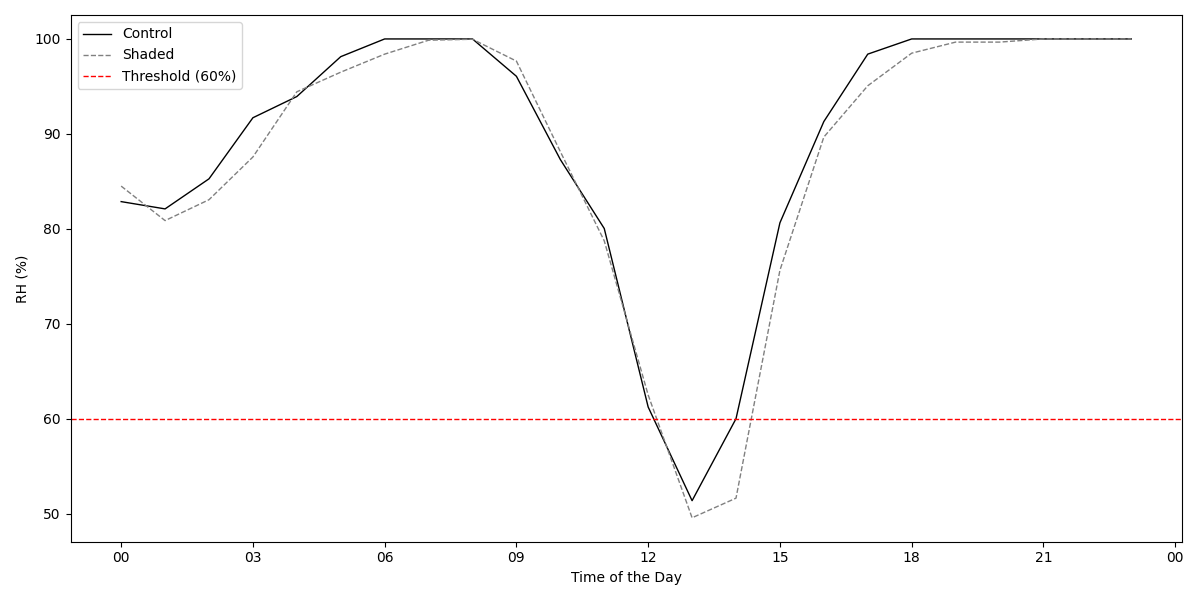 Control
Shaded
Threshold (60%)
100
90
80
70
60
50
RH (%)
00 03 06 09 12 15 18 21 00
Time of the Day